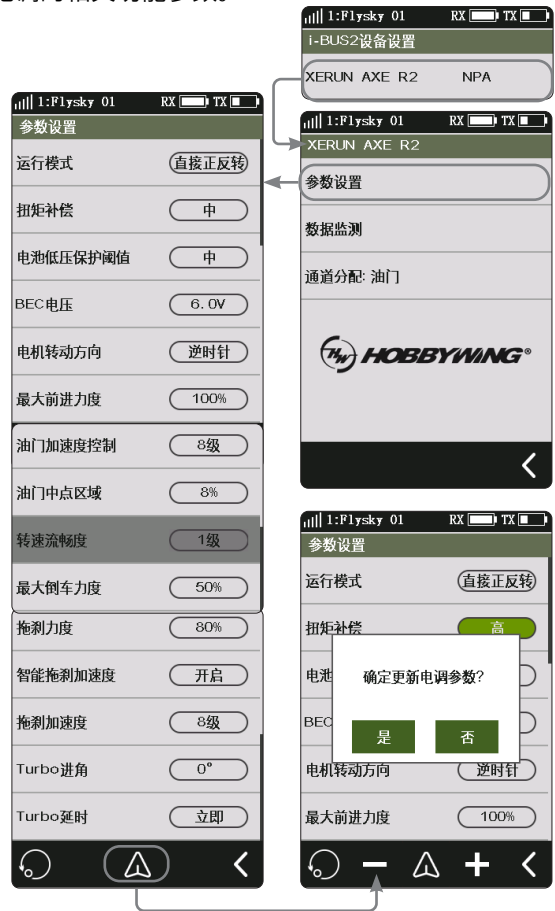 1:Flysky 01 RX TX
i-BUS2设备设置
XERUN AXE R2 NPA
1:Flysky 01 RX TX
XERUN AXE R2
参数设置
数据监测
通道分配: 油门
HW HOBBYWING®
1:Flysky 01 RX TX
参数设置
运行模式 直接正反转
扭矩补偿 中
电池低压保护阈值 中
BEC电压 6.0V
电机转动方向 逆时针
最大前进力度 100%
油门加速度控制 8级
油门中点区域 8%
转速流畅度 1级
最大倒车力度 50%
拖刹力度 80%
智能拖刹加速度 开启
拖刹加速度 8级
Turbo进角 0°
Turbo延时 立即
1:Flysky 01 RX TX
参数设置
运行模式 直接正反转
扭矩补偿 高
电池
确定更新电调参数?
BEC
是 否
电机转动方向 逆时针
最大前进力度 100%